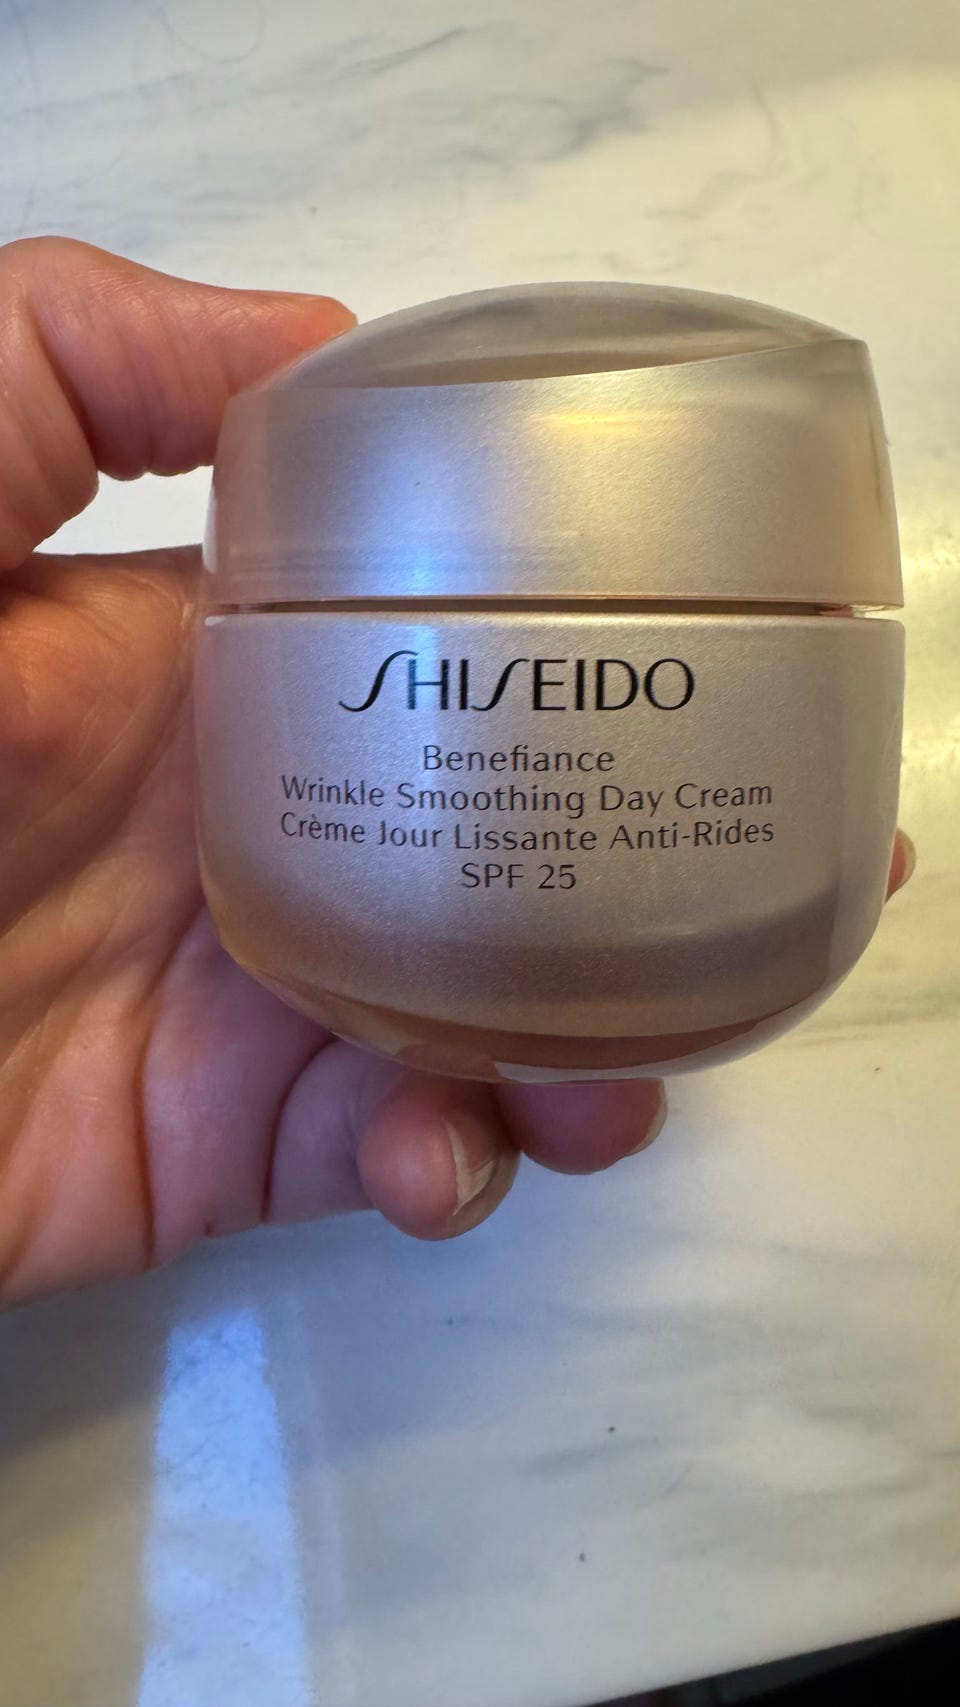 SHISEIDO
Benefiance
Wrinkle Smoothing Day Cream
Crème Jour Lissante Anti-Rides
SPF 25